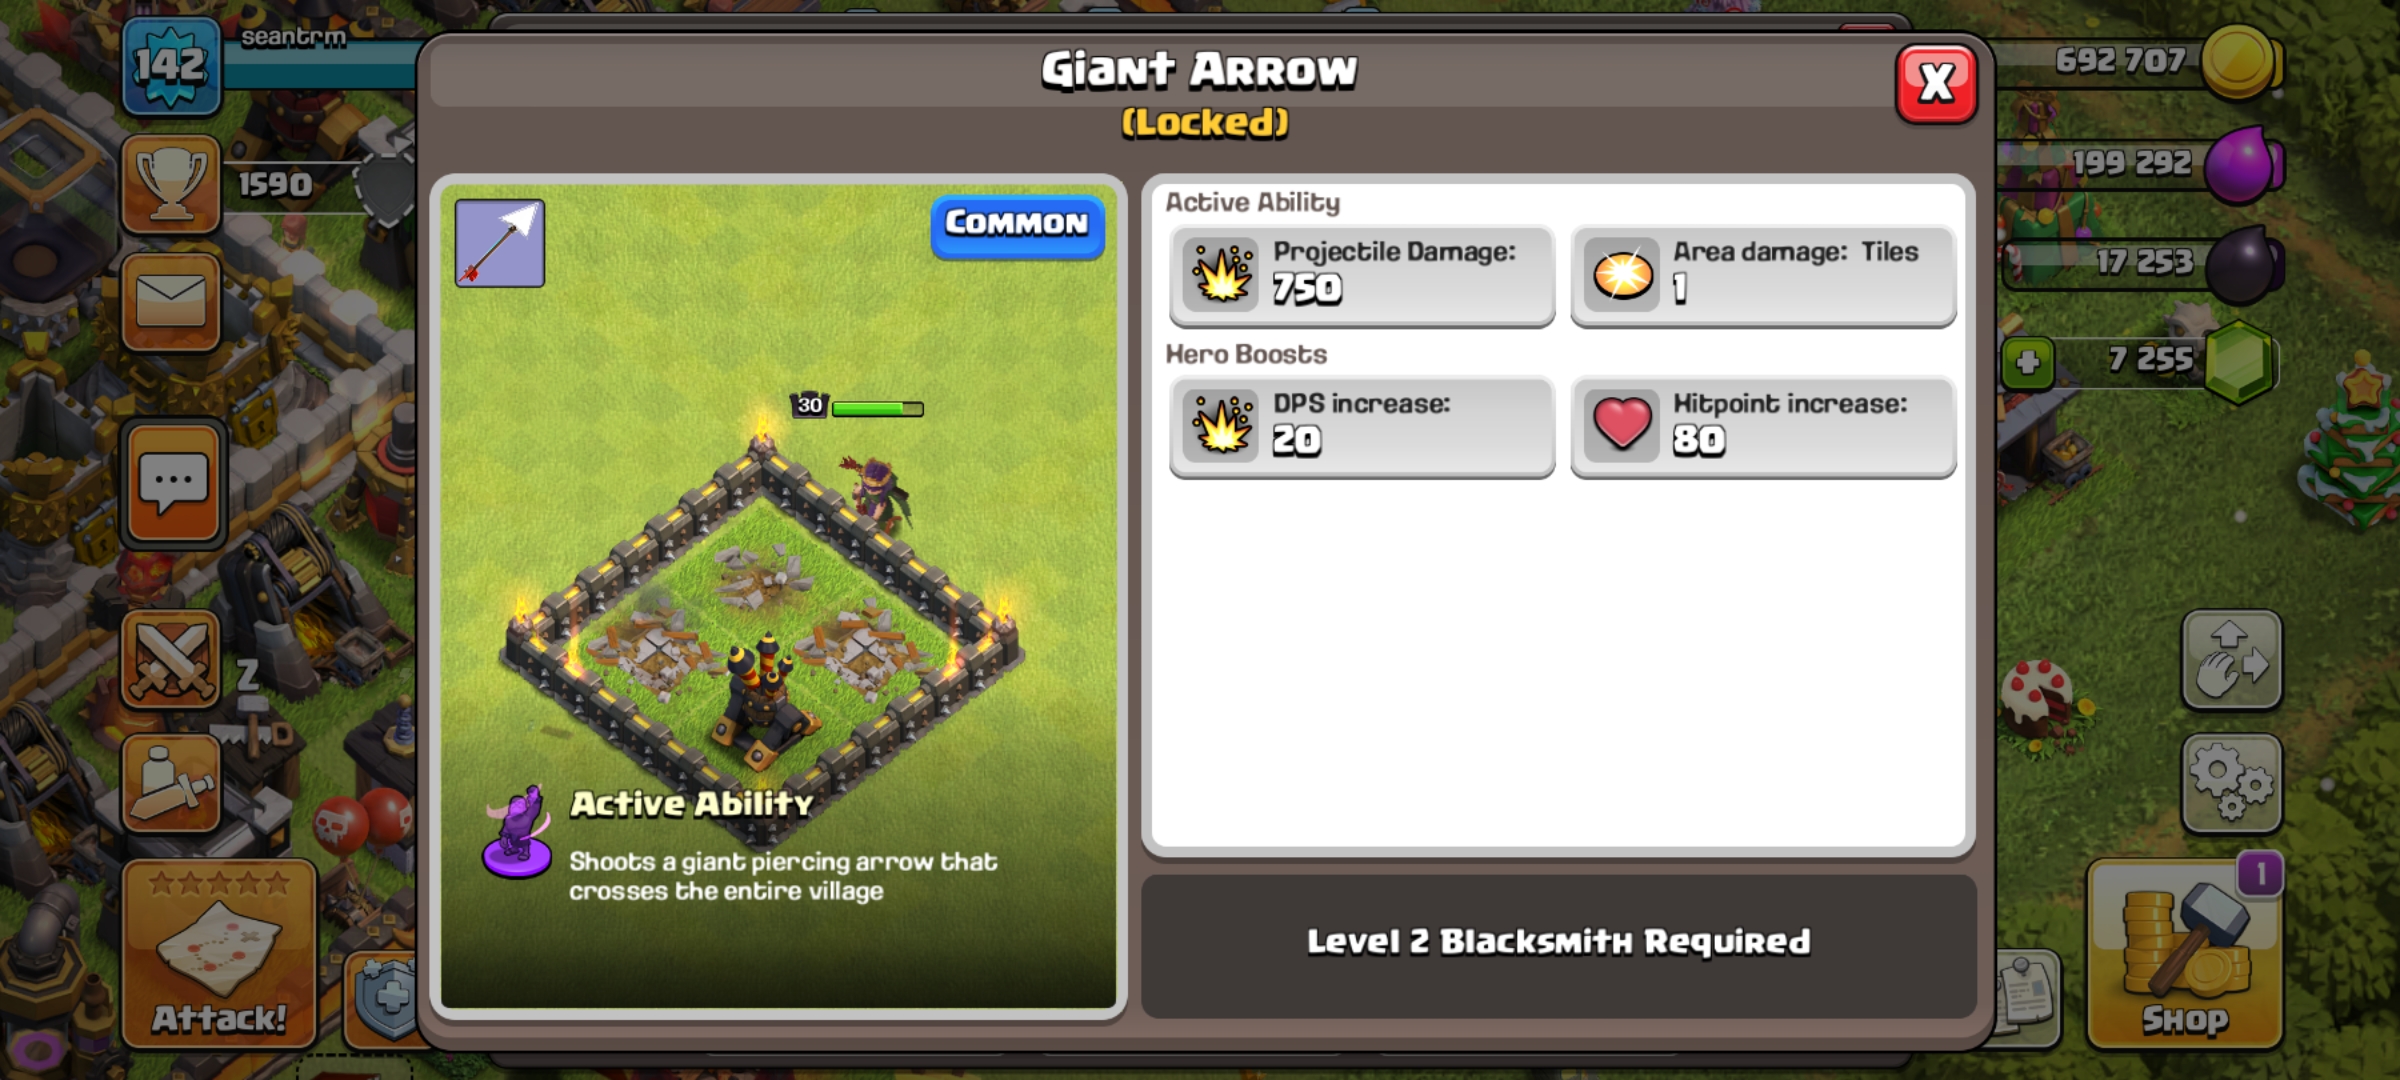 142
seantrm
1590
Z
Attack!
Giant Arrow
(Locked)
Common
30
Active Ability
Shoots a giant piercing arrow that
crosses the entire village
Active Ability
Projectile Damage:
750
Area damage: Tiles
1
Hero Boosts
DPS increase:
20
Hitpoint increase:
80
Level 2 Blacksmith Required
X
692 707
199 292
17 253
7 255
1
Shop